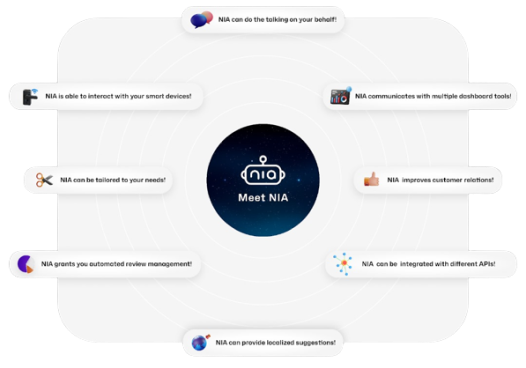 NIA can do the talking on your behalf!
NIA is able to interact with your smart devices!
NIA communicates with multiple dashboard tools!
NIA can be tailored to your needs!
nia
Meet NIA
NIA improves customer relations!
NIA grants you automated review management!
NIA can be integrated with different APIs!
NIA can provide localized suggestions!